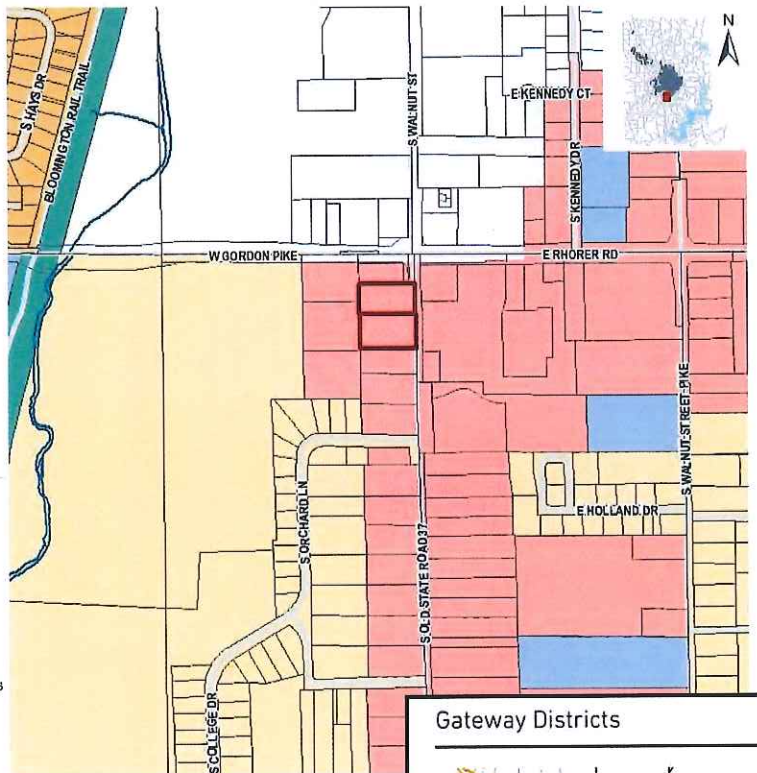 N
S HAYS DR
BLOOMINGTON RAIL TRAIL
S WALNUT ST
E KENNEDY CT
S KENNEDY DR
W GORDON PIKE
E RHORER RD
S WALNUT STREET PIKE
S ORCHARD LN
S OLD STATE ROAD 37
E HOLLAND DR
S COLLEGE DR
Gateway Districts